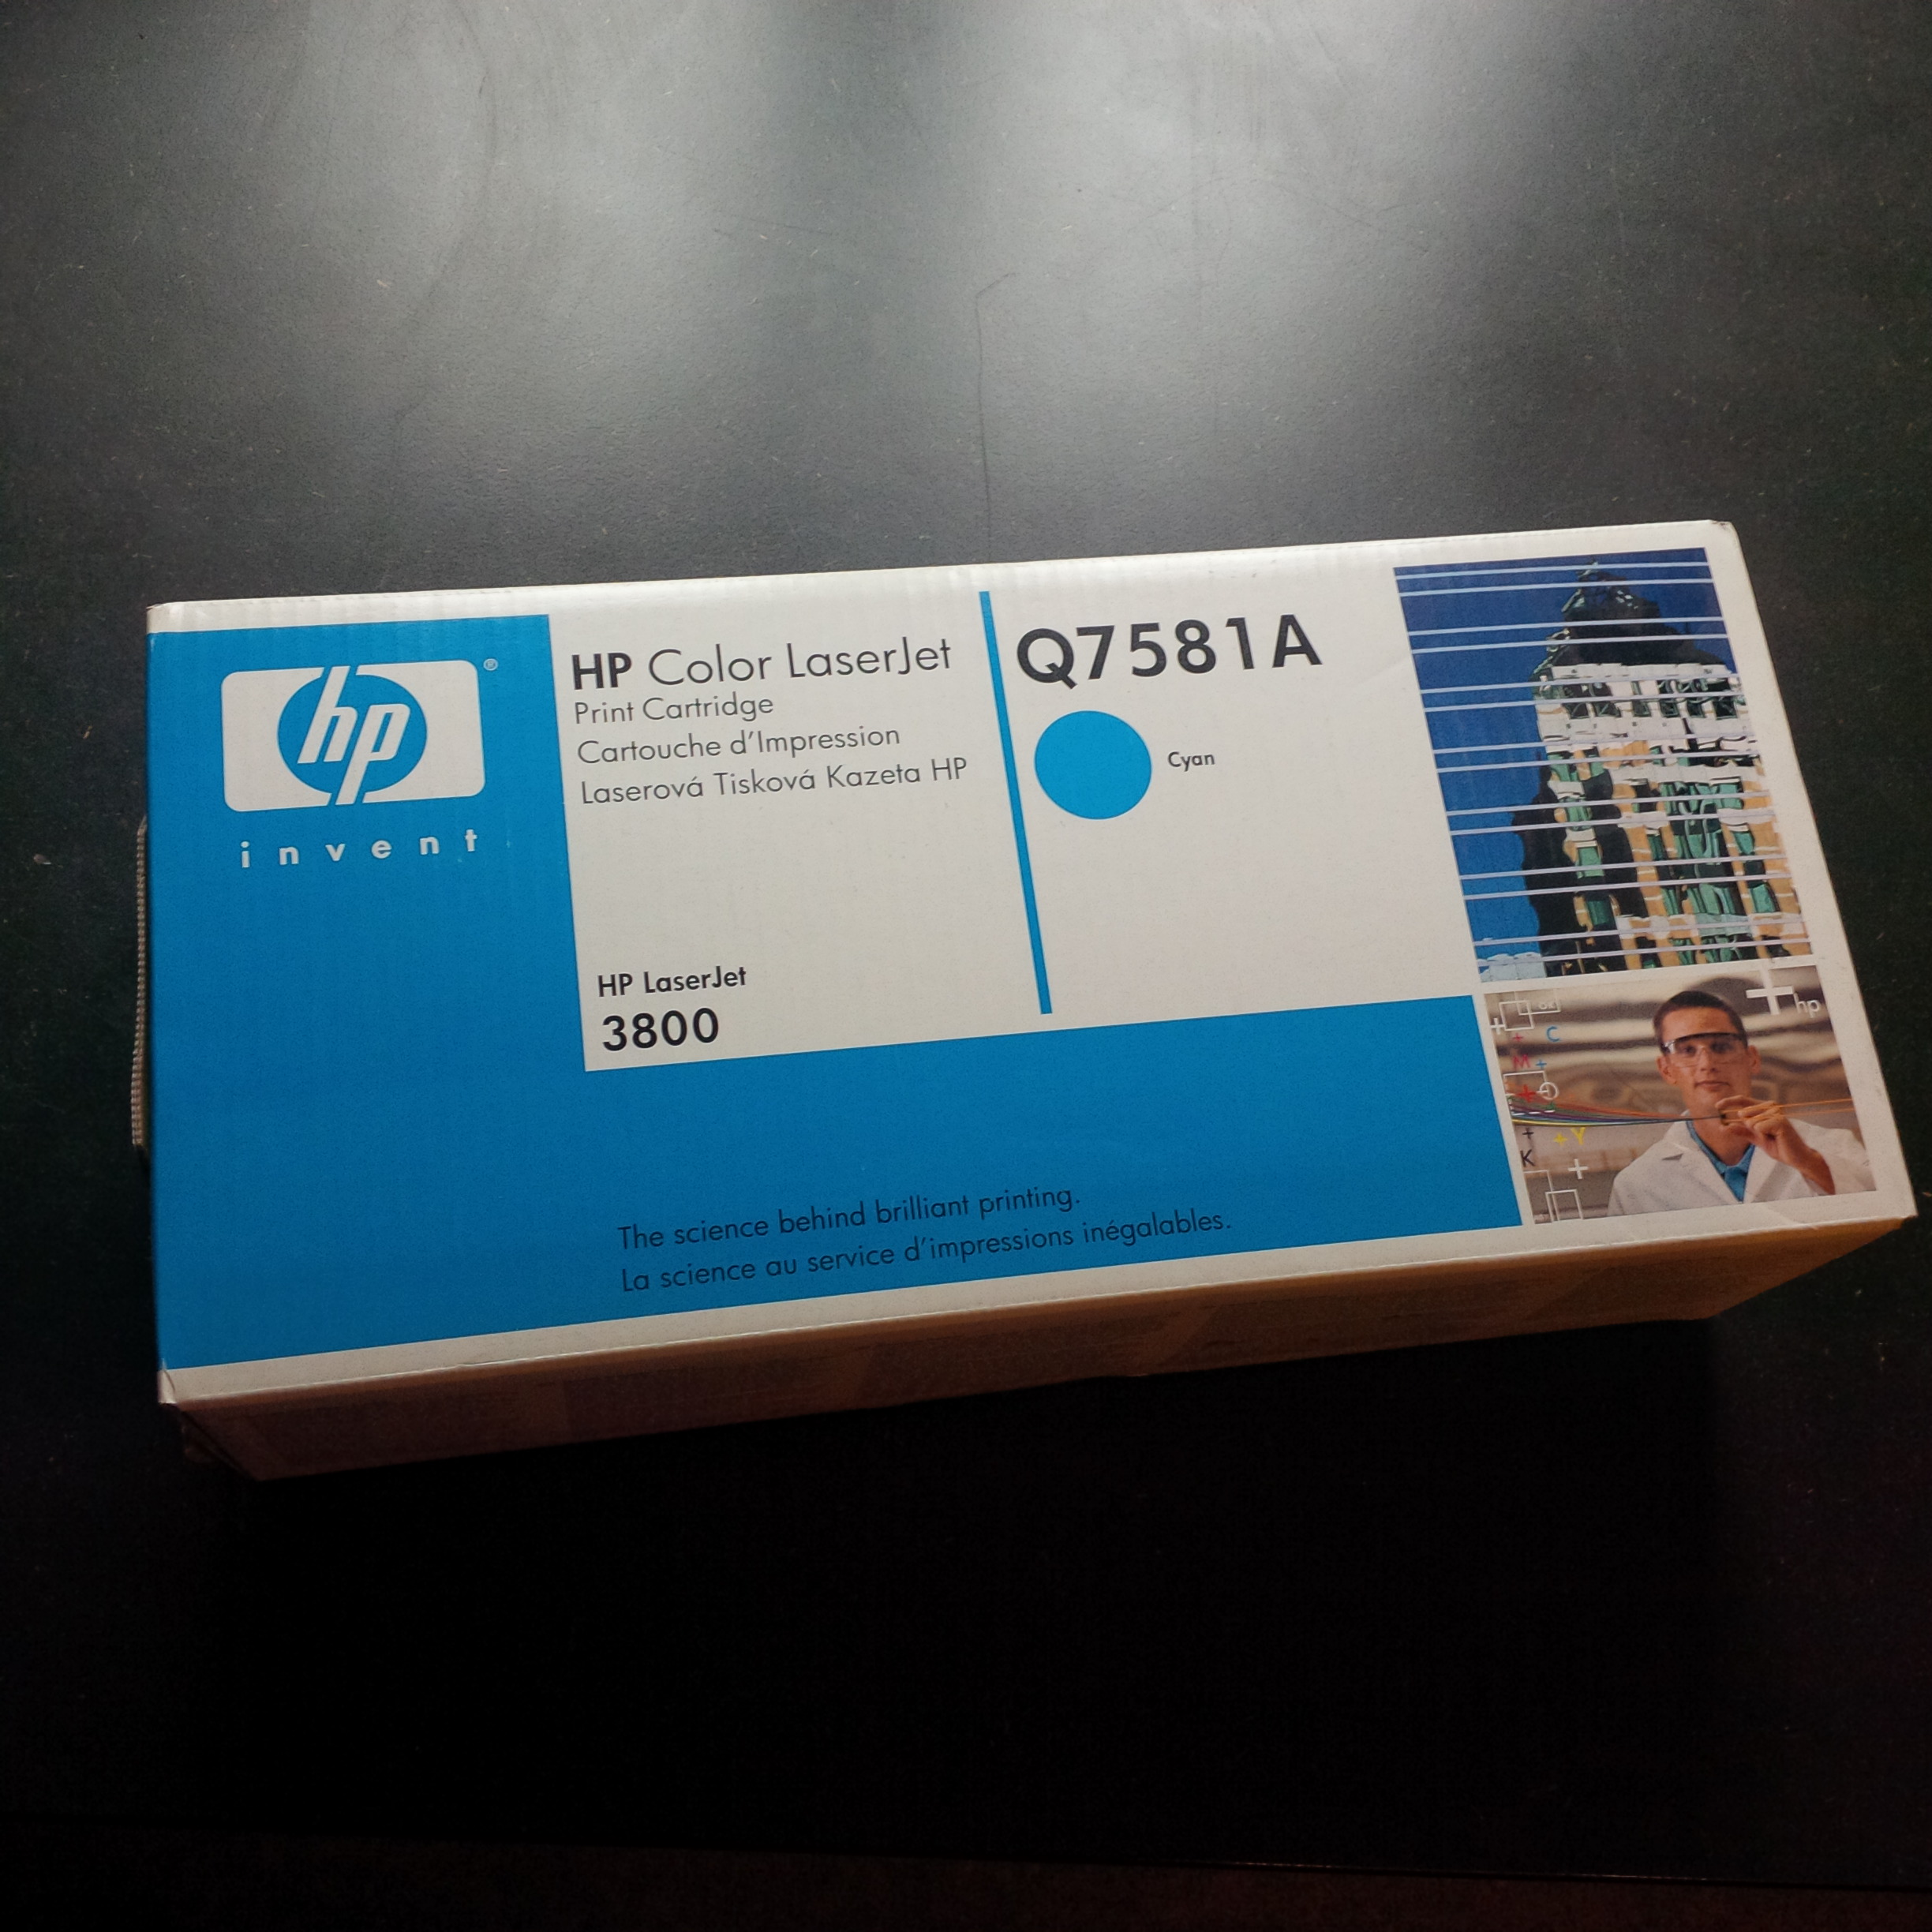 hp®
invent
HP Color LaserJet
Print Cartridge
Cartouche d'Impression
Laserová Tisková Kazeta HP
HP LaserJet
3800
Q7581A
Cyan
The science behind brilliant printing.
La science au service d'impressions inégalables.
hp
C
M
Y
K